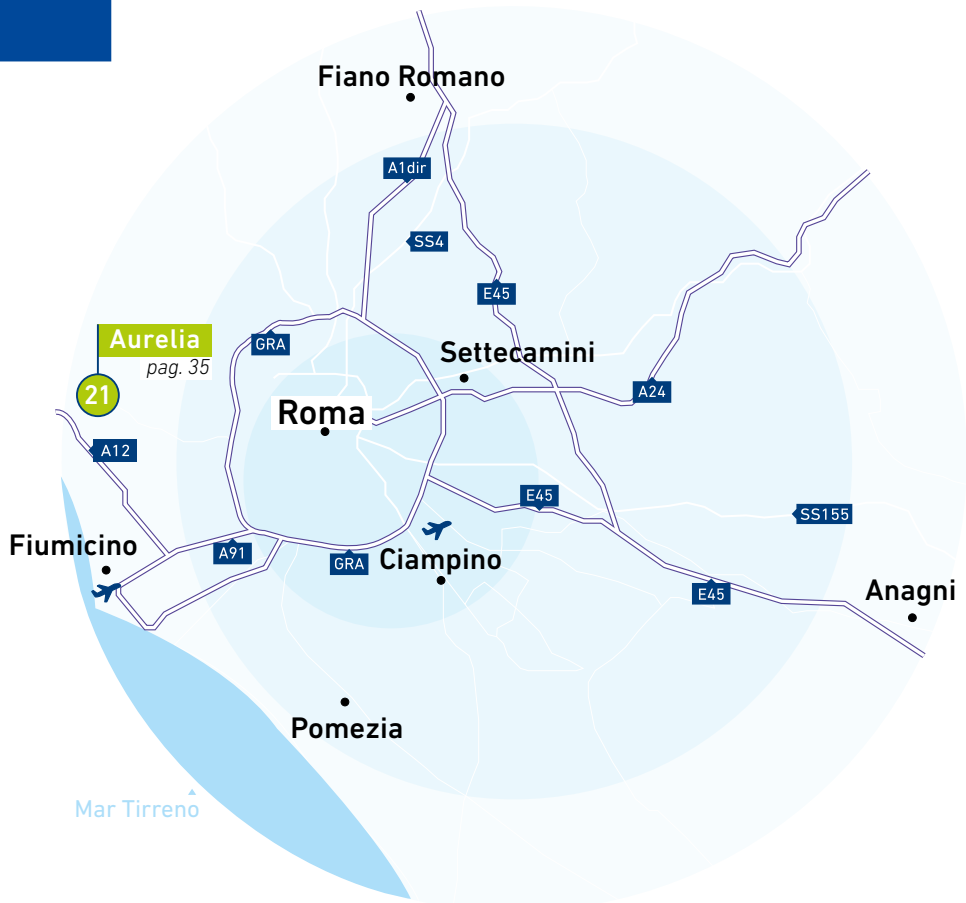 Fiano Romano
A1dir
SS4
E45
Aurelia
pag. 35
21
GRA
Settecamini
A24
Roma
A12
E45
SS155
Fiumicino
A91
GRA
Ciampino
E45
Anagni
Pomezia
Mar Tirreno